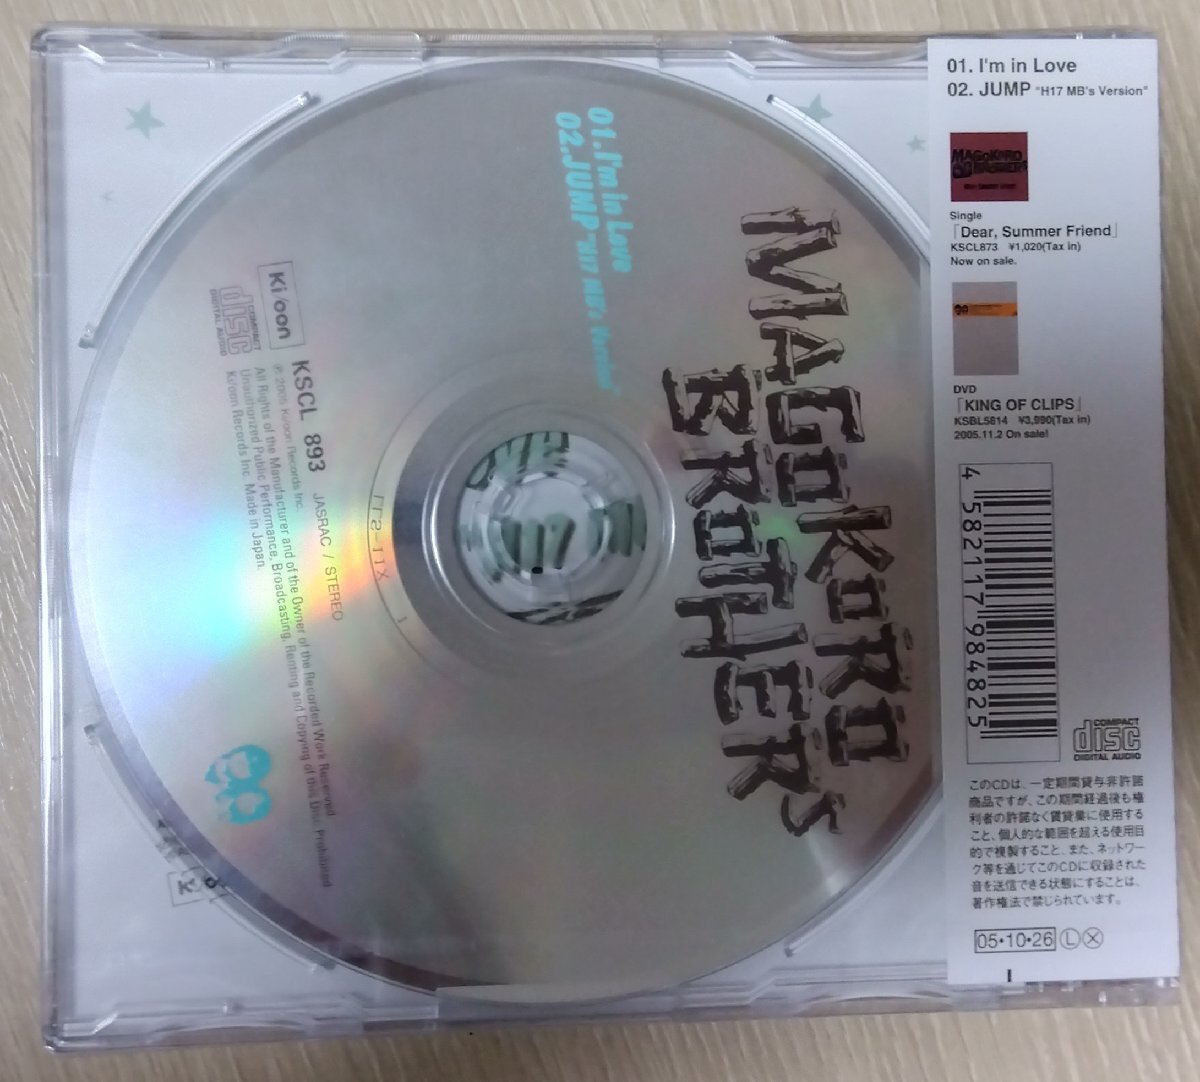 01. I'm in Love
02. JUMP "H17 MB's Version"
MAGOKORO
BROTHERS
Single
「Dear, Summer Friend」
KSCL873 ¥1,020(Tax in)
Now on sale.
DVD
「KING OF CLIPS」
KSBL5814 ¥3,990(Tax in)
2005.11.2 On sale!
4 582117 984825
COMPACT
disc
DIGITAL AUDIO
このCDは、一定期間貸与非許諾
商品ですが、この期間経過後も権
利者の許諾なく賃貸業に使用する
こと、個人的な範囲を超える使用目
的で複製すること、また、ネットワー
ク等を通じてこのCDに収録された
音を送信できる状態にすることは、
著作権法で禁じられています。
05・10・26 L X
MAGOKORO
BROTHERS
01.I'm in Love
02.JUMP "H17 MB's Version"
Ki/oon
COMPACT
disc
DIGITAL AUDIO
KSCL 893 JASRAC / STEREO
℗ 2005 Ki/oon Records Inc.
All Rights of the Manufacturer and of the Owner of the Recorded Work Reserved
Unauthorized Public Performance, Broadcasting, Renting and Copying of this Disc Prohibited
Ki/oon Records Inc. Made in Japan.